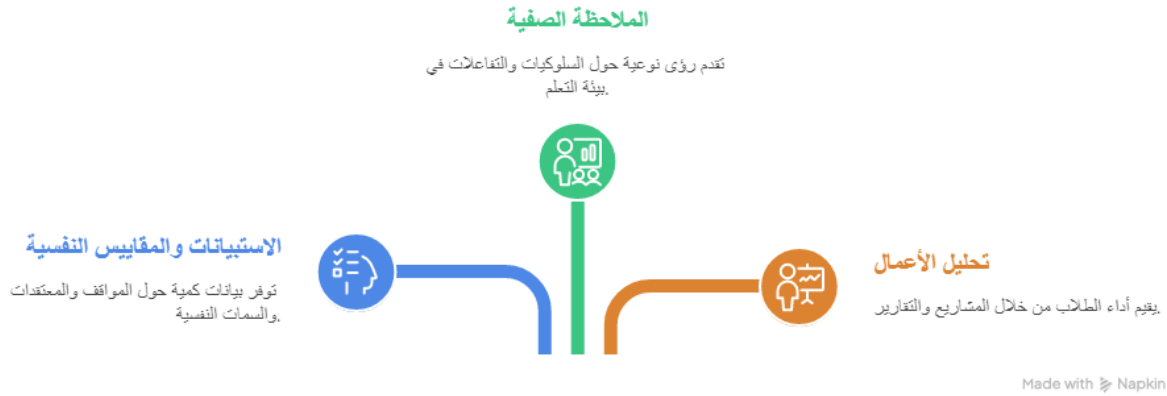 الملاحظة الصفية
تقدم رؤى نوعية حول السلوكيات والتفاعلات في
بيئة التعلم.
تحليل الأعمال
يقيم أداء الطلاب من خلال المشاريع والتقارير.
الاستبيانات والمقاييس النفسية
توفر بيانات كمية حول المواقف والمعتقدات
والسمات النفسية.
Made with Napkin